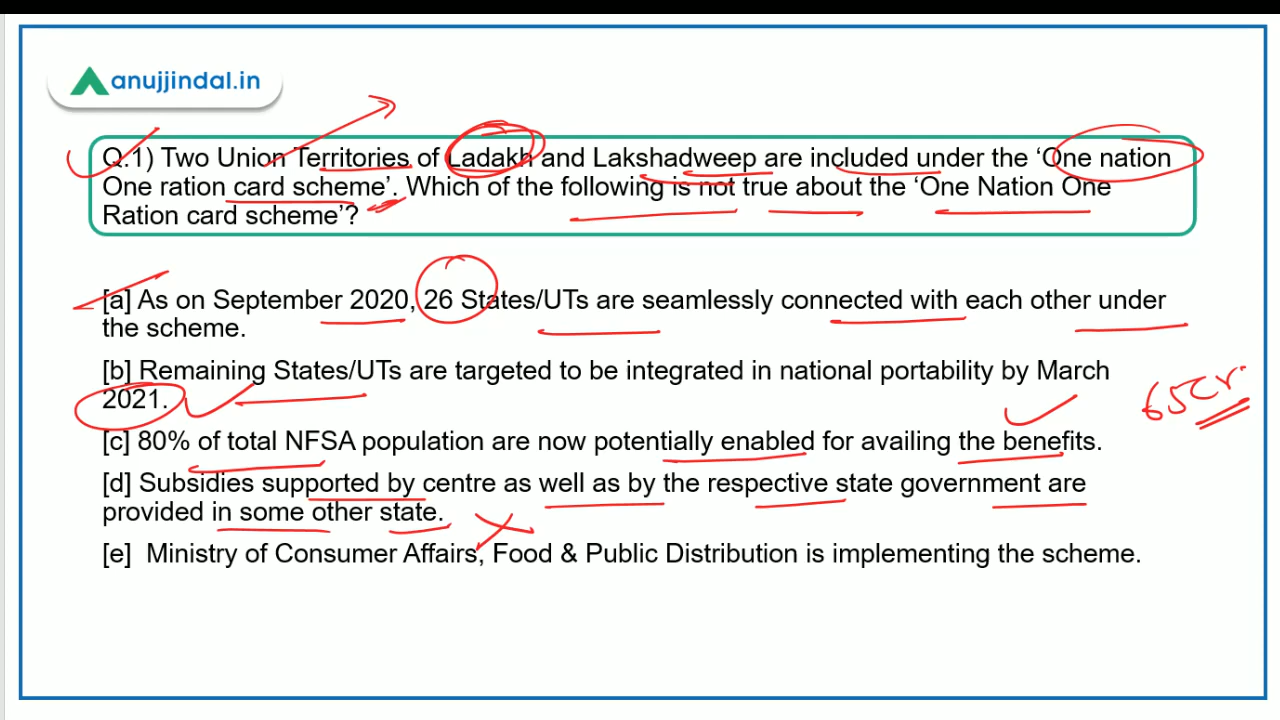 anujjindal.in
Q.1) Two Union Territories of Ladakh and Lakshadweep are included under the ‘One nation
One ration card scheme’. Which of the following is not true about the ‘One Nation One
Ration card scheme’?
[a] As on September 2020, 26 States/UTs are seamlessly connected with each other under
the scheme.
[b] Remaining States/UTs are targeted to be integrated in national portability by March
2021.
65 Cr.
[c] 80% of total NFSA population are now potentially enabled for availing the benefits.
[d] Subsidies supported by centre as well as by the respective state government are
provided in some other state.
[e] Ministry of Consumer Affairs, Food & Public Distribution is implementing the scheme.